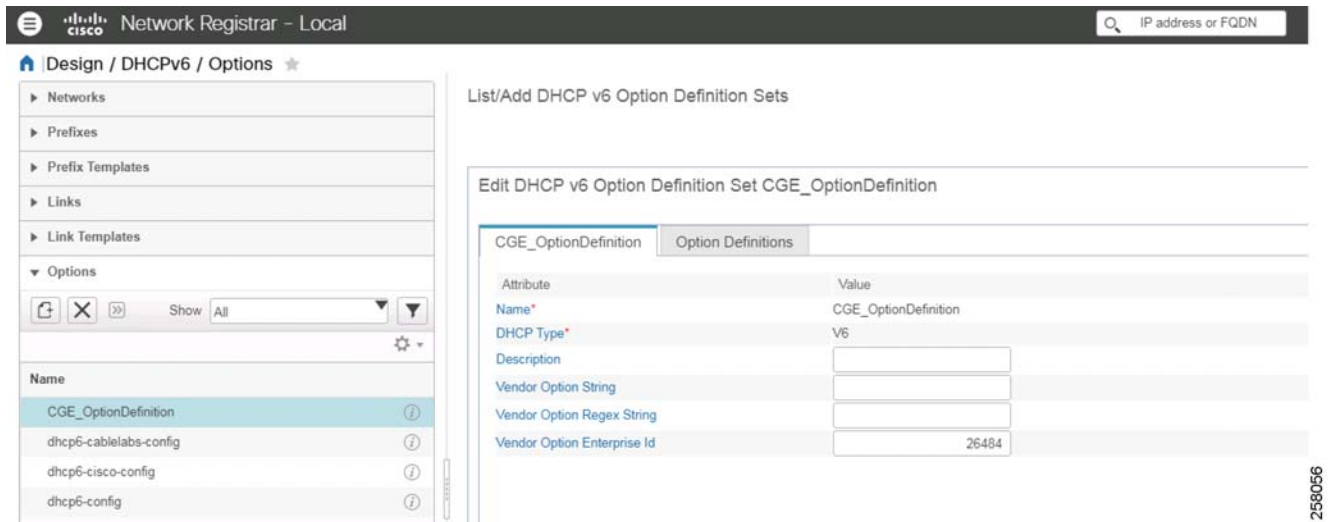 cisco Network Registrar - Local
IP address or FQDN
Design / DHCPv6 / Options
Networks
Prefixes
Prefix Templates
Links
Link Templates
Options
Show All
Name
CGE_OptionDefinition
dhcp6-cablelabs-config
dhcp6-cisco-config
dhcp6-config
List/Add DHCP v6 Option Definition Sets
Edit DHCP v6 Option Definition Set CGE_OptionDefinition
CGE_OptionDefinition Option Definitions
Attribute Value
Name* CGE_OptionDefinition
DHCP Type* V6
Description
Vendor Option String
Vendor Option Regex String
Vendor Option Enterprise Id 26484
258056